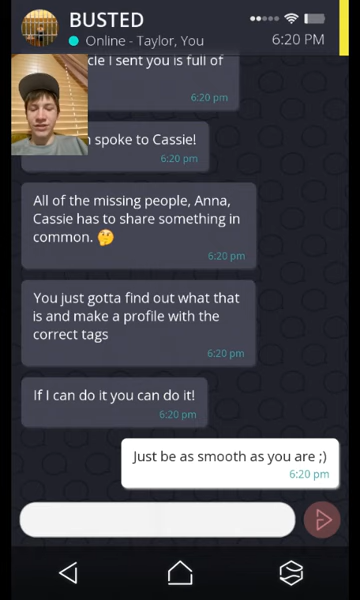 BUSTED
Online - Taylor, You
6:20 PM
cle I sent you is full of
6:20 pm
spoke to Cassie!
6:20 pm
All of the missing people, Anna,
Cassie has to share something in
common. 🤔
6:20 pm
You just gotta find out what that
is and make a profile with the
correct tags
6:20 pm
If I can do it you can do it!
6:20 pm
Just be as smooth as you are ;)
6:20 pm